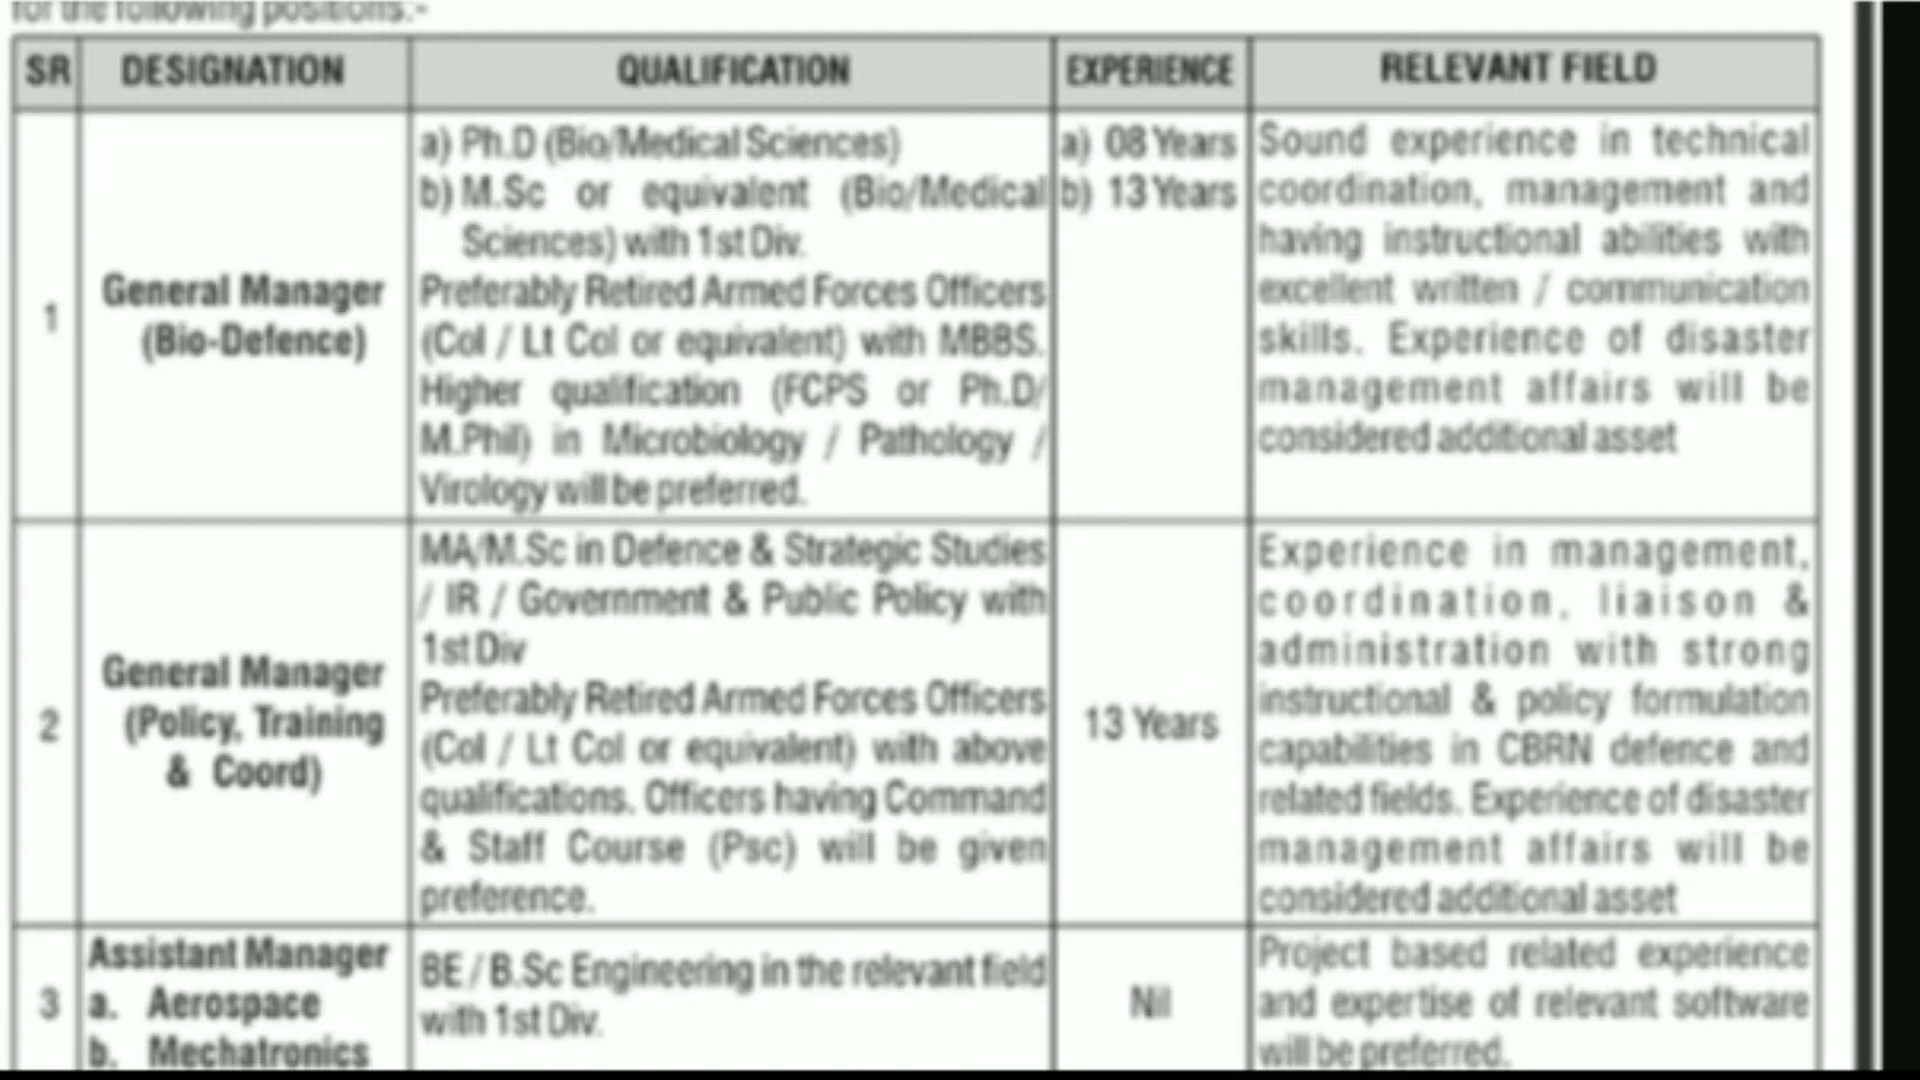 for the following positions:-
SR DESIGNATION QUALIFICATION EXPERIENCE RELEVANT FIELD
1
General Manager
(Bio-Defence)
a) Ph.D (Bio/Medical Sciences)
b) M.Sc or equivalent (Bio/Medical
Sciences) with 1st Div.
Preferably Retired Armed Forces Officers
(Col / Lt Col or equivalent) with MBBS.
Higher qualification (FCPS or Ph.D/
M.Phil) in Microbiology / Pathology /
Virology will be preferred.
a) 08 Years
b) 13 Years
Sound experience in technical
coordination, management and
having instructional abilities with
excellent written / communication
skills. Experience of disaster
management affairs will be
considered additional asset
2
General Manager
(Policy, Training
& Coord)
MA/M.Sc in Defence & Strategic Studies
/ IR / Government & Public Policy with
1st Div
Preferably Retired Armed Forces Officers
(Col / Lt Col or equivalent) with above
qualifications. Officers having Command
& Staff Course (Psc) will be given
preference.
13 Years
Experience in management,
coordination, liaison &
administration with strong
instructional & policy formulation
capabilities in CBRN defence and
related fields. Experience of disaster
management affairs will be
considered additional asset
3
Assistant Manager
a. Aerospace
b. Mechatronics
BE / B.Sc Engineering in the relevant field
with 1st Div.
Nil
Project based related experience
and expertise of relevant software
will be preferred.